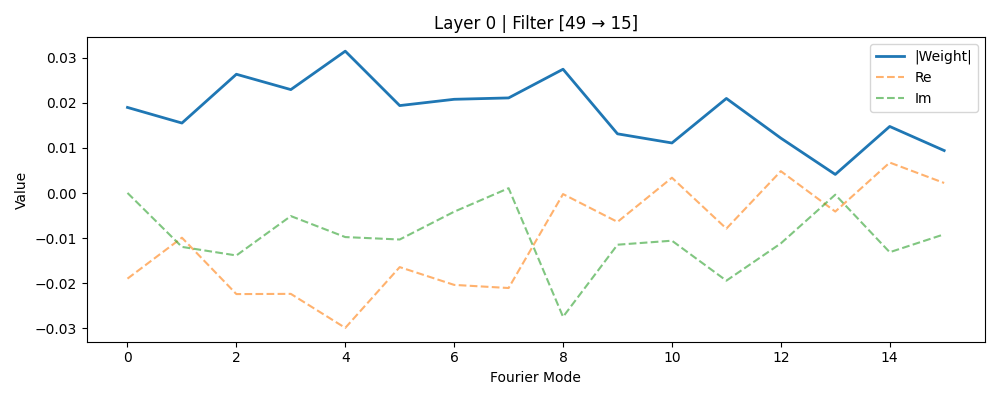 Layer 0 | Filter [49 → 15]
|Weight|
Re
Im
Value
0.03
0.02
0.01
0.00
−0.01
−0.02
−0.03
0 2 4 6 8 10 12 14
Fourier Mode